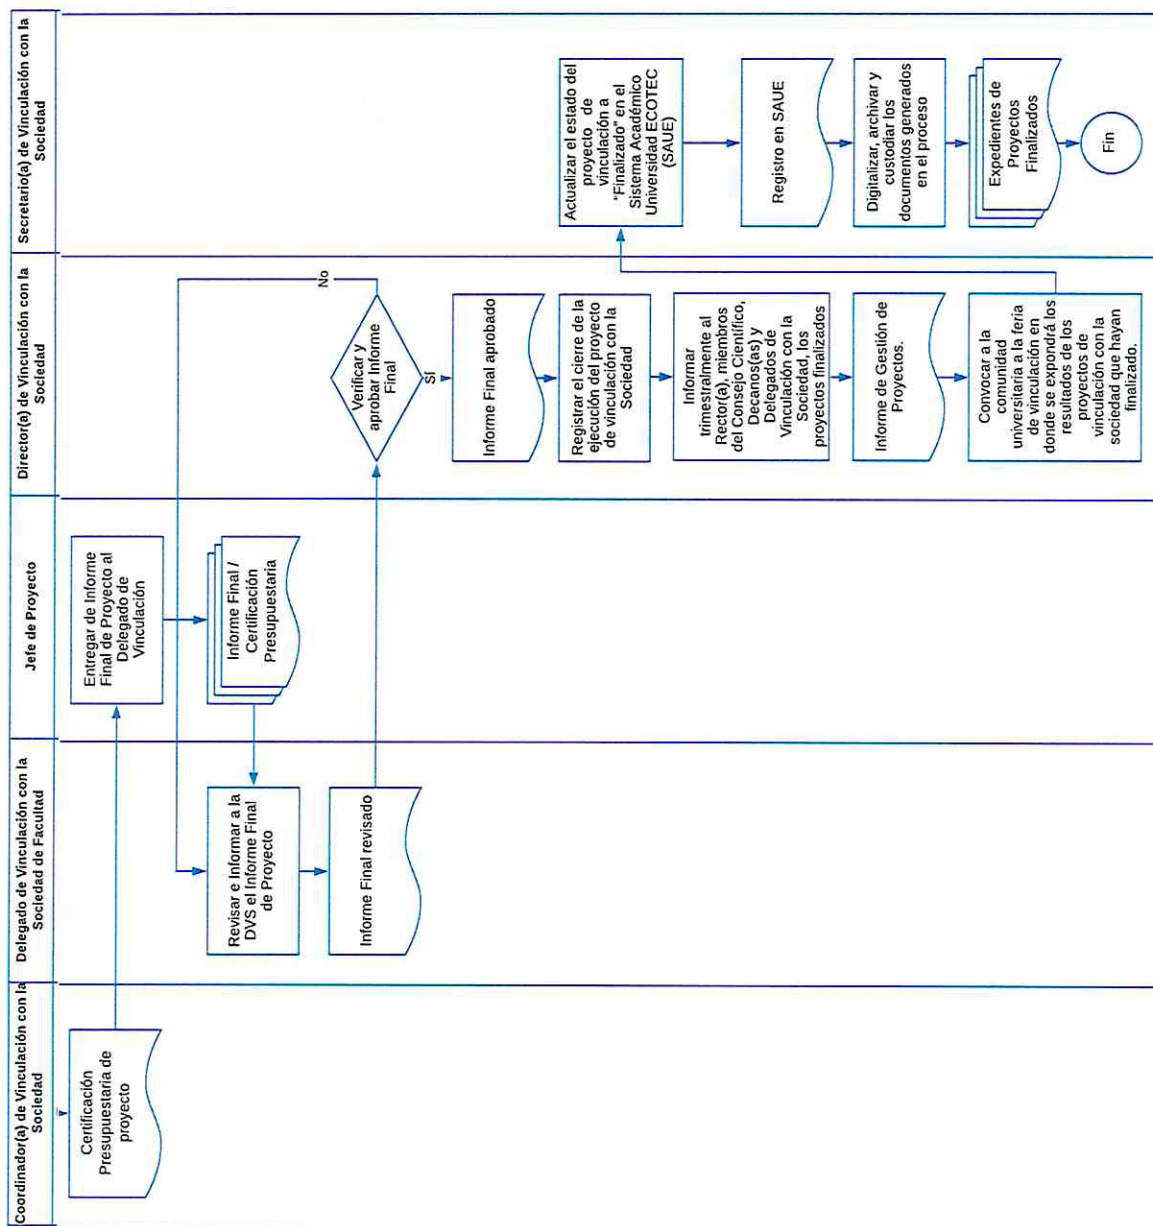 Coordinador(a) de Vinculación con la
Sociedad
Delegado de Vinculación con la
Sociedad de Facultad
Jefe de Proyecto
Director(a) de Vinculación con la
Sociedad
Secretario(a) de Vinculación con la
Sociedad
Certificación
Presupuestaria de
proyecto
Entregar de Informe
Final de Proyecto al
Delegado de
Vinculación
Informe Final /
Certificación
Presupuestaria
Revisar e Informar a la
DVS el Informe Final
de Proyecto
Informe Final revisado
Verificar y
aprobar Informe
Final
No
Sí
Informe Final aprobado
Registrar el cierre de la
ejecución del proyecto
de vinculación con la
Sociedad
Informar
trimestralmente al
Rector(a), miembros
del Consejo Científico,
Decanos(as) y
Delegados de
Vinculación con la
Sociedad, los
proyectos finalizados
Informe de Gestión de
Proyectos.
Convocar a la
comunidad
universitaria a la feria
de vinculación en
donde se expondrá los
resultados de los
proyectos de
vinculación con la
sociedad que hayan
finalizado.
Actualizar el estado del
proyecto de
vinculación a
"Finalizado" en el
Sistema Académico
Universidad ECOTEC
(SAUE)
Registro en SAUE
Digitalizar, archivar y
custodiar los
documentos generados
en el proceso
Expedientes de
Proyectos
Finalizados
Fin